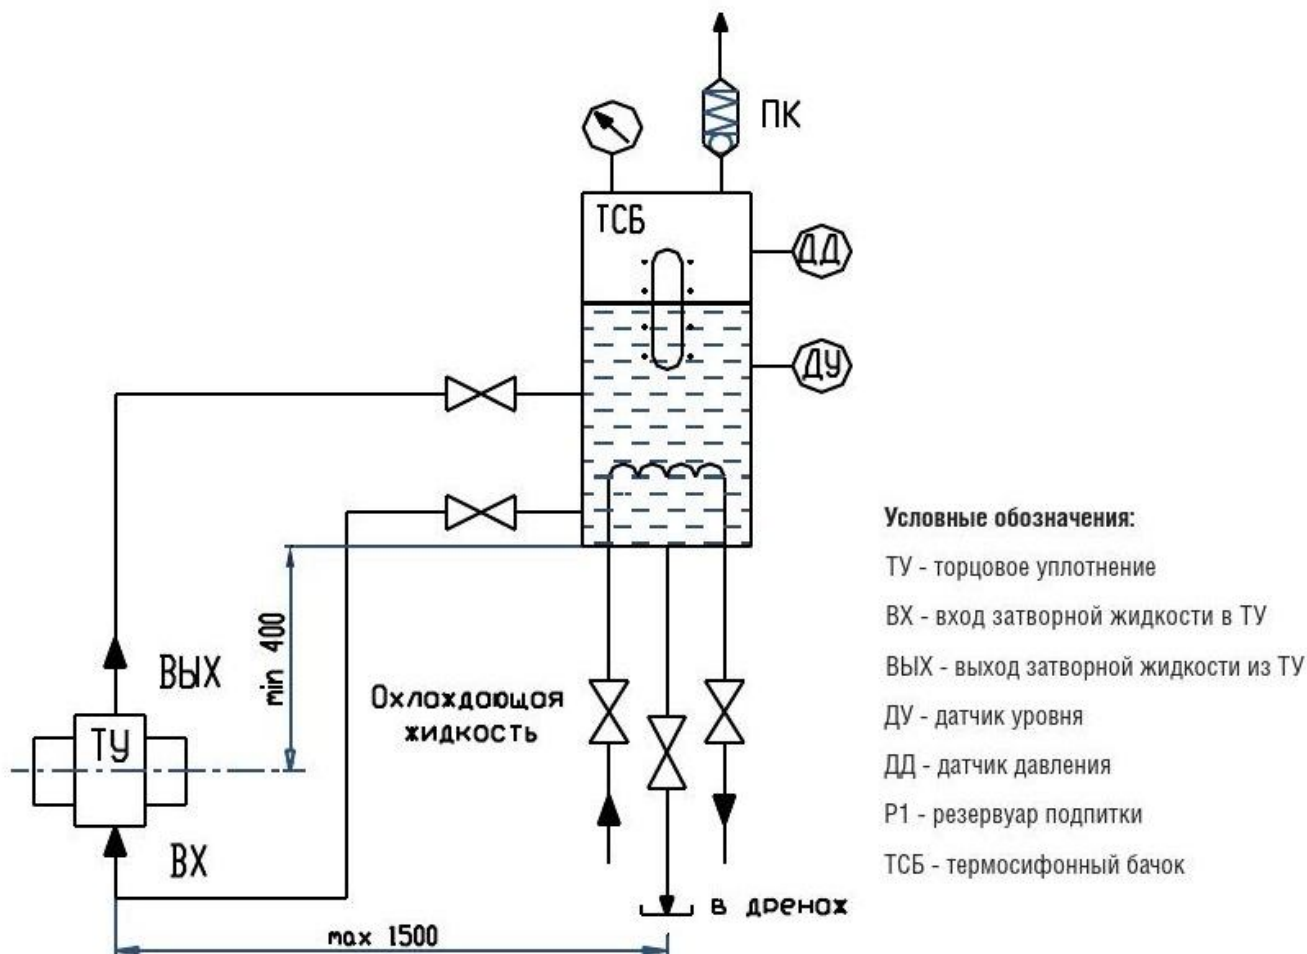 ПК
ТСБ
ДД
ДУ
ВЫХ
min 400
Охлаждающая
жидкость
ТУ
ВХ
в дренаж
max 1500
Условные обозначения:
ТУ - торцовое уплотнение
ВХ - вход затворной жидкости в ТУ
ВЫХ - выход затворной жидкости из ТУ
ДУ - датчик уровня
ДД - датчик давления
Р1 - резервуар подпитки
ТСБ - термосифонный бачок